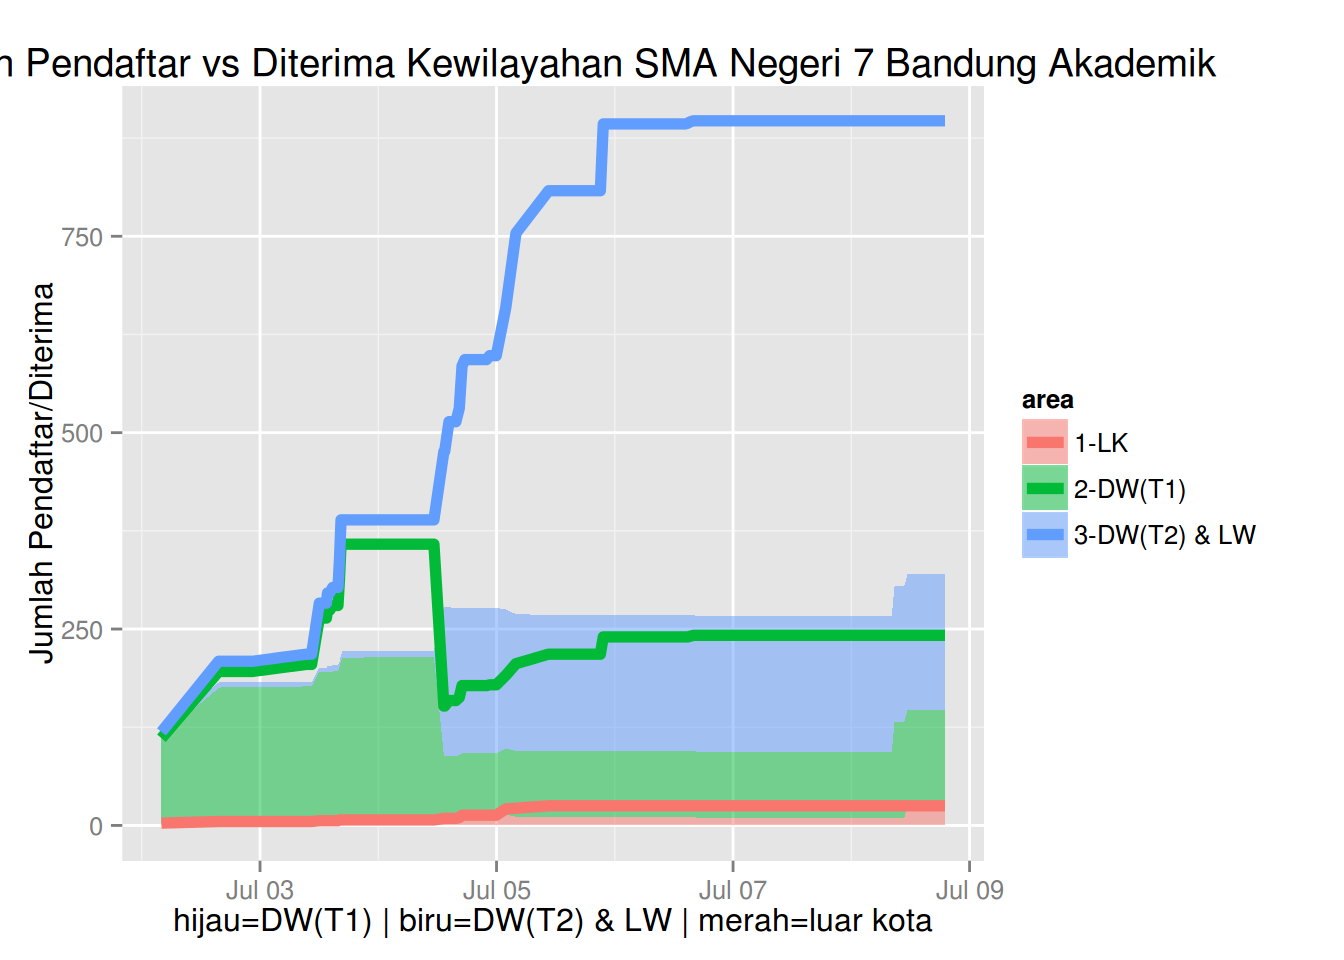 Pendaftar vs Diterima Kewilayahan SMA Negeri 7 Bandung Akademik
Jumlah Pendaftar/Diterima
750
500
250
0
Jul 03
Jul 05
Jul 07
Jul 09
hijau=DW(T1) | biru=DW(T2) & LW | merah=luar kota
area
1-LK
2-DW(T1)
3-DW(T2) & LW